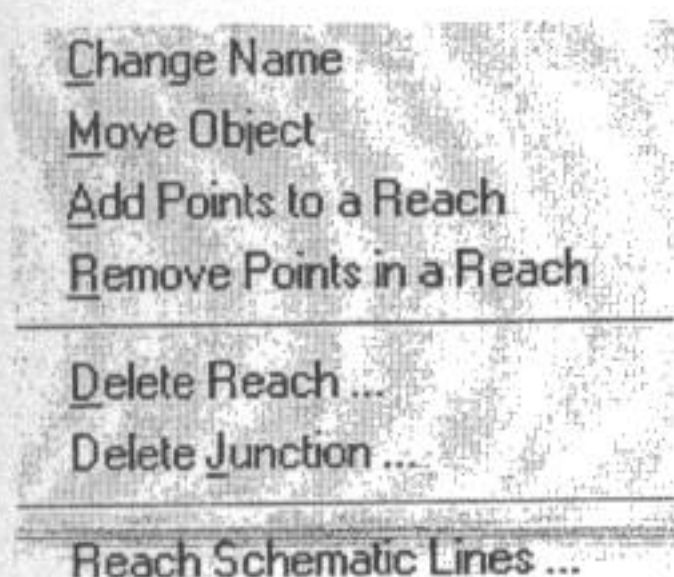 Change Name
Move Object
Add Points to a Reach
Remove Points in a Reach
Delete Reach ...
Delete Junction ...
Reach Schematic Lines ...